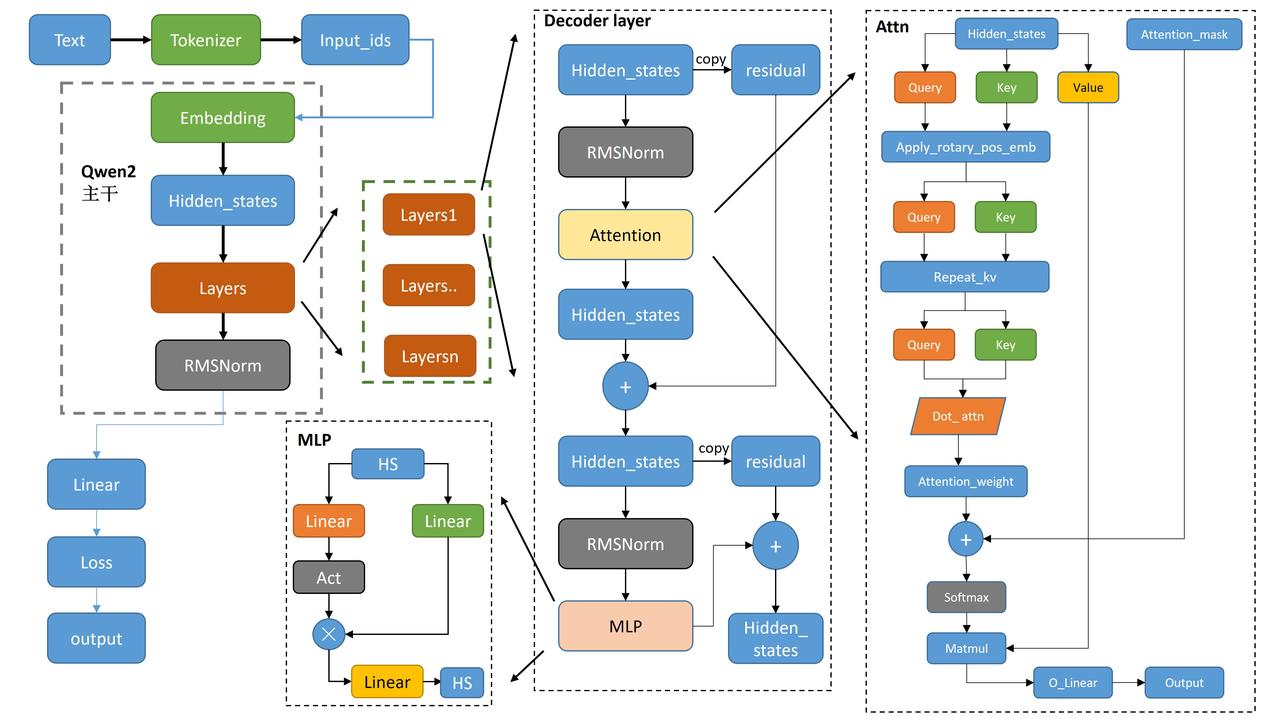 Text
Tokenizer
Input_ids
Embedding
Qwen2
主干
Hidden_states
Layers
RMSNorm
Linear
Loss
output
Layers1
Layers..
Layersn
MLP
HS
Linear
Linear
Act
Linear
HS
Decoder layer
Hidden_states
copy
residual
RMSNorm
Attention
Hidden_states
+
Hidden_states
copy
residual
RMSNorm
+
MLP
Hidden_
states
Attn
Hidden_states
Attention_mask
Query
Key
Value
Apply_rotary_pos_emb
Query
Key
Repeat_kv
Query
Key
Dot_ attn
Attention_weight
+
Softmax
Matmul
O_Linear
Output